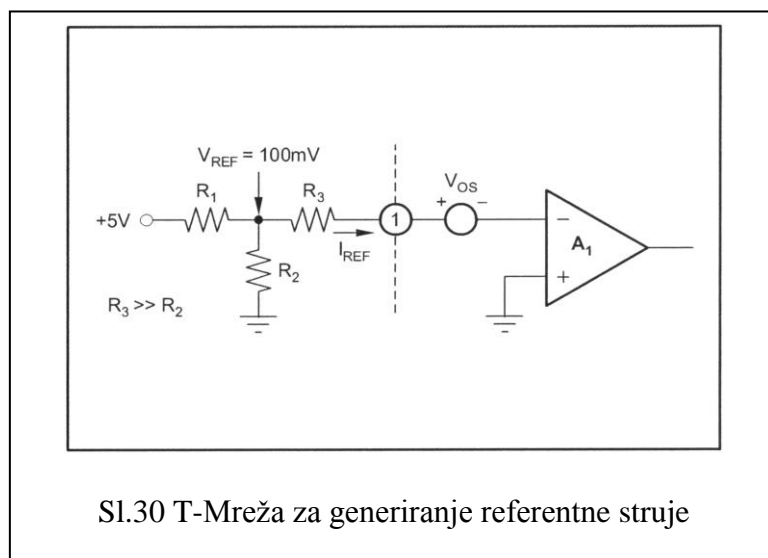 V_REF = 100mV
R_1
R_3
V_OS
+ -
+5V
1
-
A_1
I_REF
+
R_2
R_3 >> R_2
Sl.30 T-Mreža za generiranje referentne struje